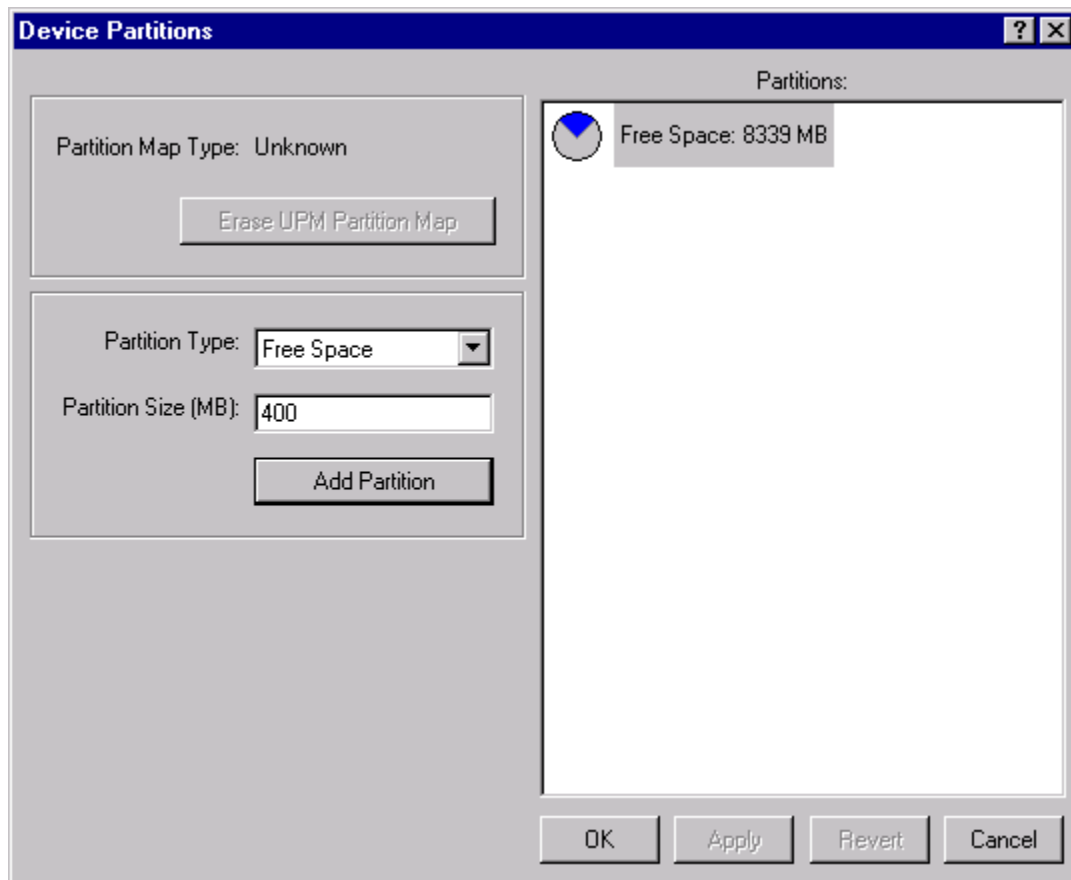 Device Partitions
Partition Map Type: Unknown
Erase UPM Partition Map
Partition Type: Free Space
Partition Size (MB): 400
Add Partition
Partitions:
Free Space: 8339 MB
OK Apply Revert Cancel